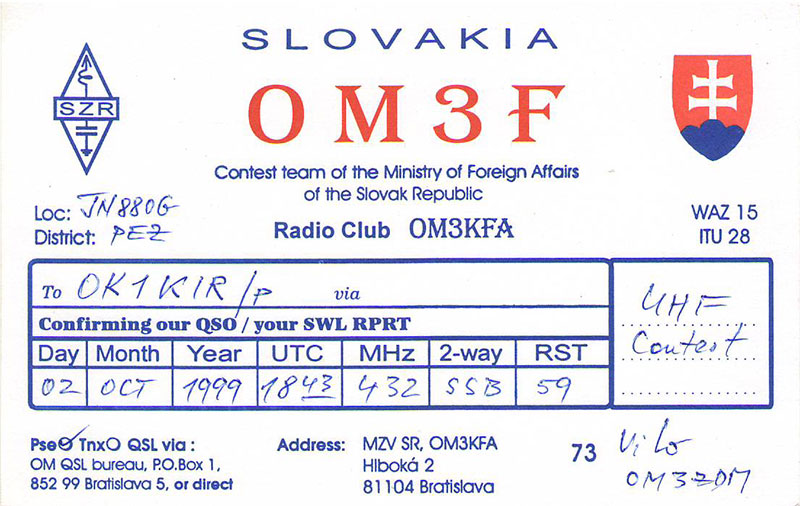 SLOVAKIA
SZR
OM3F
Contest team of the Ministry of Foreign Affairs
of the Slovak Republic
Loc: JN88OG
District: PEZ
Radio Club OM3KFA
WAZ 15
ITU 28
To OK1KIR/p via
Confirming our QSO / your SWL RPRT
Day Month Year UTC MHz 2-way RST
02 OCT 1999 1843 432 SSB 59
UHF
Contest
Pse TnxO QSL via :
OM QSL bureau, P.O.Box 1,
852 99 Bratislava 5, or direct
Address: MZV SR, OM3KFA
Hlboká 2
81104 Bratislava
73 Vilo
OM3ZDM